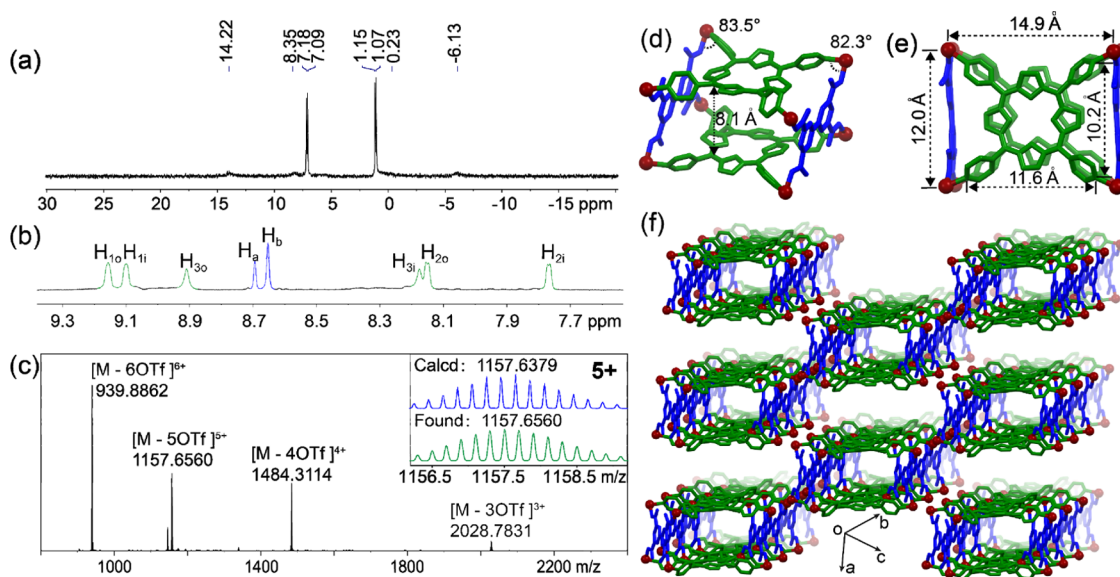 (a)
-14.22
8.35
7.18
7.09
1.15
1.07
-0.23
--6.13
30 25 20 15 10 5 0 -5 -10 -15 ppm
(b)
H1o H1i H3o Ha Hb H3i H2o H2i
9.3 9.1 8.9 8.7 8.5 8.3 8.1 7.9 7.7 ppm
(c)
[M - 6OTf ]6+
939.8862
[M - 5OTf ]5+
1157.6560
[M - 4OTf ]4+
1484.3114
[M - 3OTf ]3+
2028.7831
Calcd: 1157.6379
5+
Found: 1157.6560
1156.5 1157.5 1158.5 m/z
1000 1400 1800 2200 m/z
(d)
83.5°
82.3°
8.1 Å
(e)
14.9 Å
12.0 Å
10.2 Å
11.6 Å
(f)
o
b
c
a